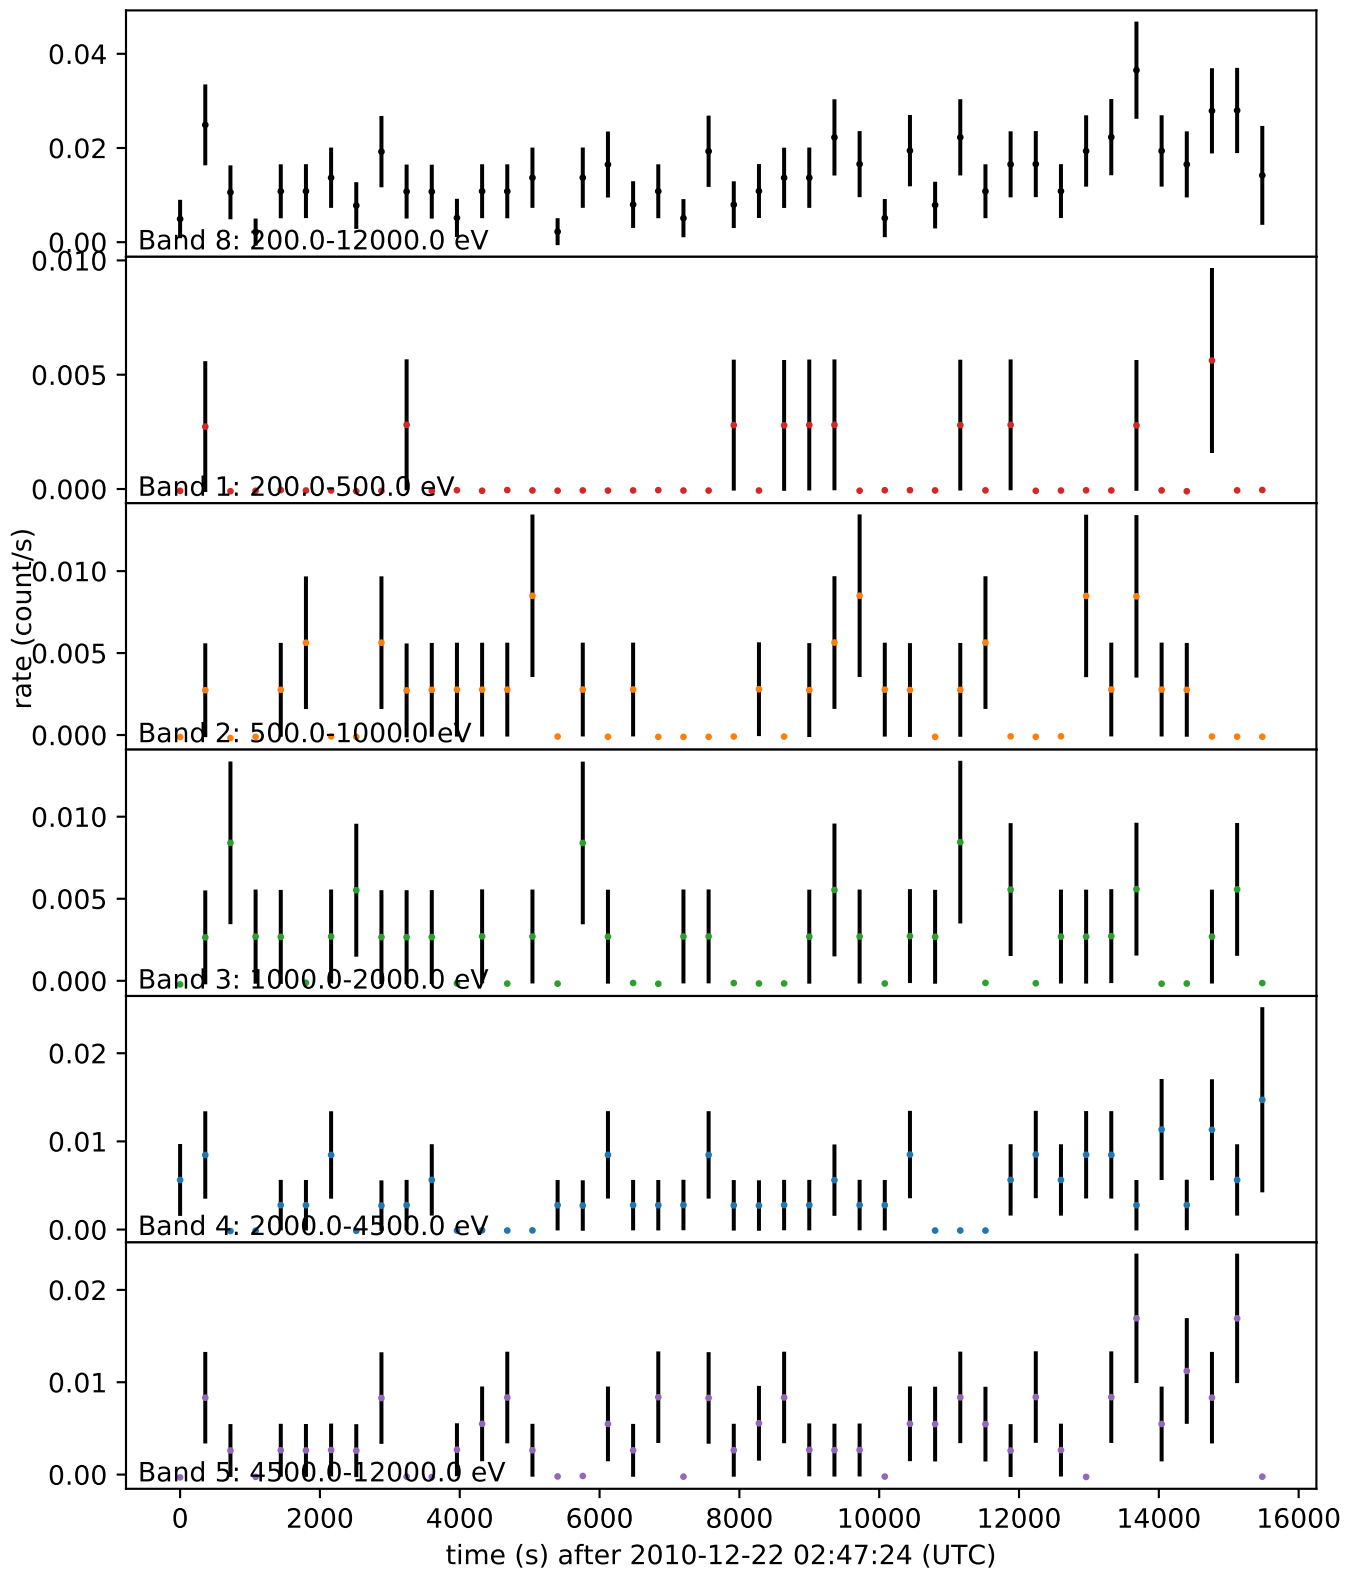 0.04
0.02
0.00
Band 8: 200.0-12000.0 eV
0.010
0.005
0.000
Band 1: 200.0-500.0 eV
rate (count/s)
0.010
0.005
0.000
Band 2: 500.0-1000.0 eV
0.010
0.005
0.000
Band 3: 1000.0-2000.0 eV
0.02
0.01
0.00
Band 4: 2000.0-4500.0 eV
0.02
0.01
0.00
Band 5: 4500.0-12000.0 eV
0 2000 4000 6000 8000 10000 12000 14000 16000
time (s) after 2010-12-22 02:47:24 (UTC)